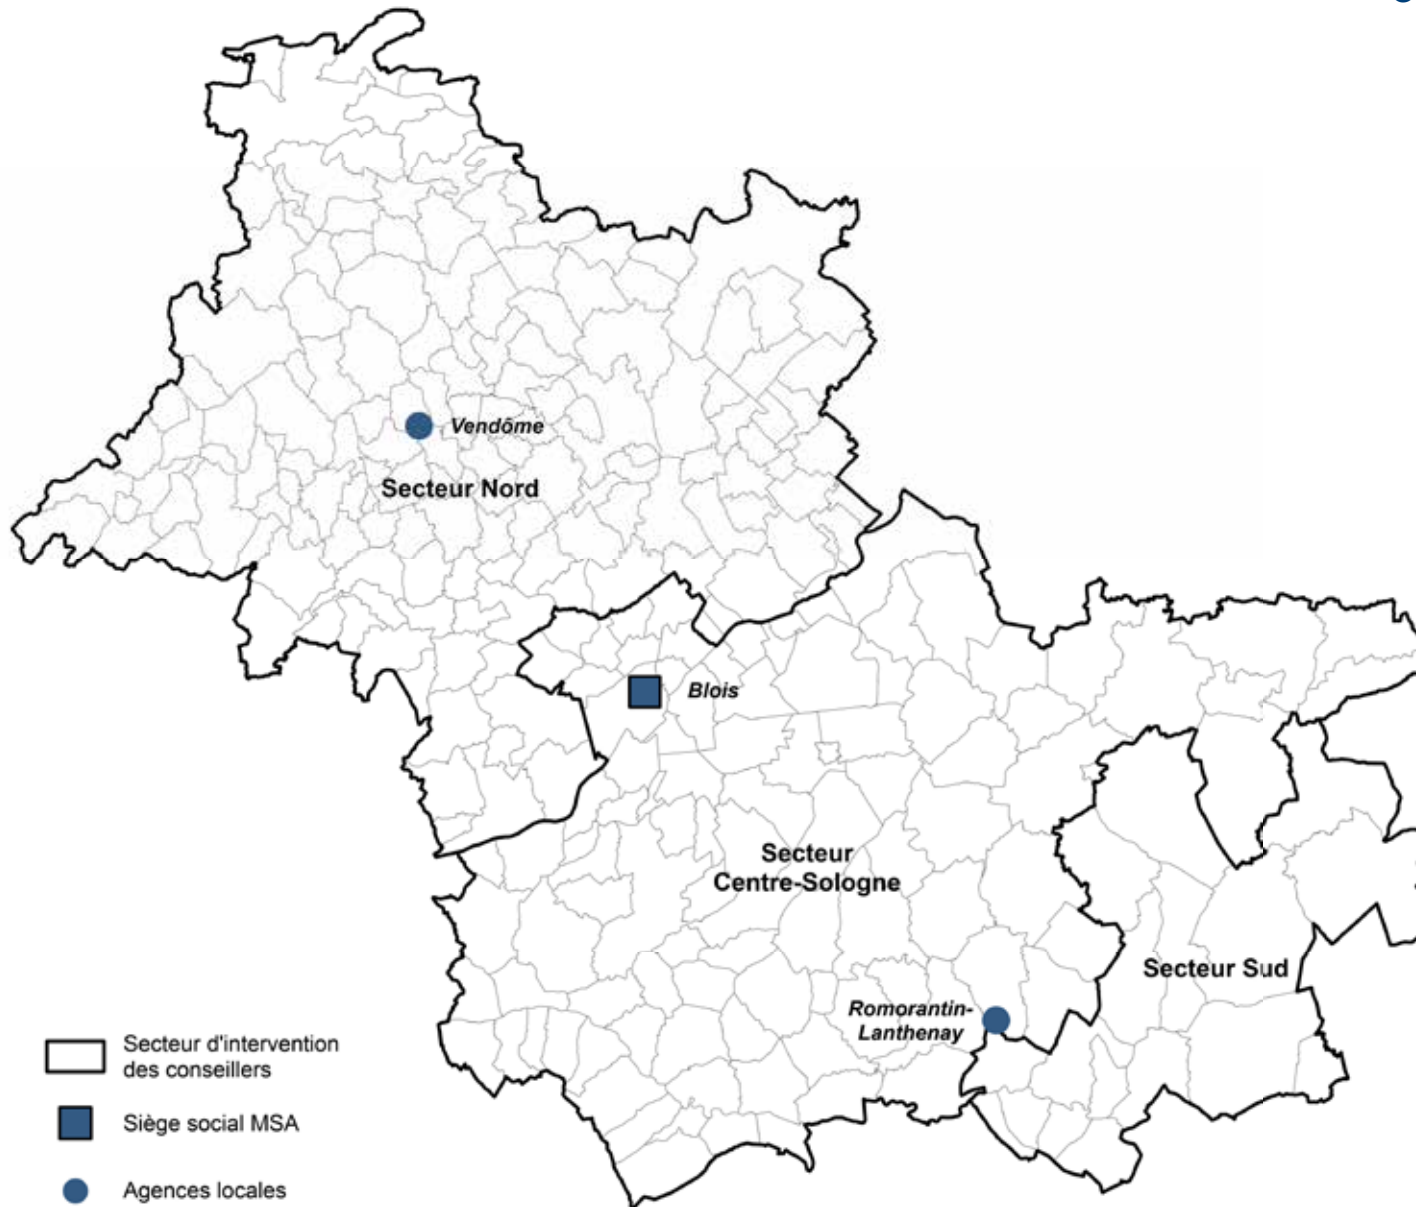 Vendôme
Secteur Nord
Blois
Secteur
Centre-Sologne
Secteur Sud
Romorantin-
Lanthenay
Secteur d'intervention
des conseillers
Siège social MSA
Agences locales